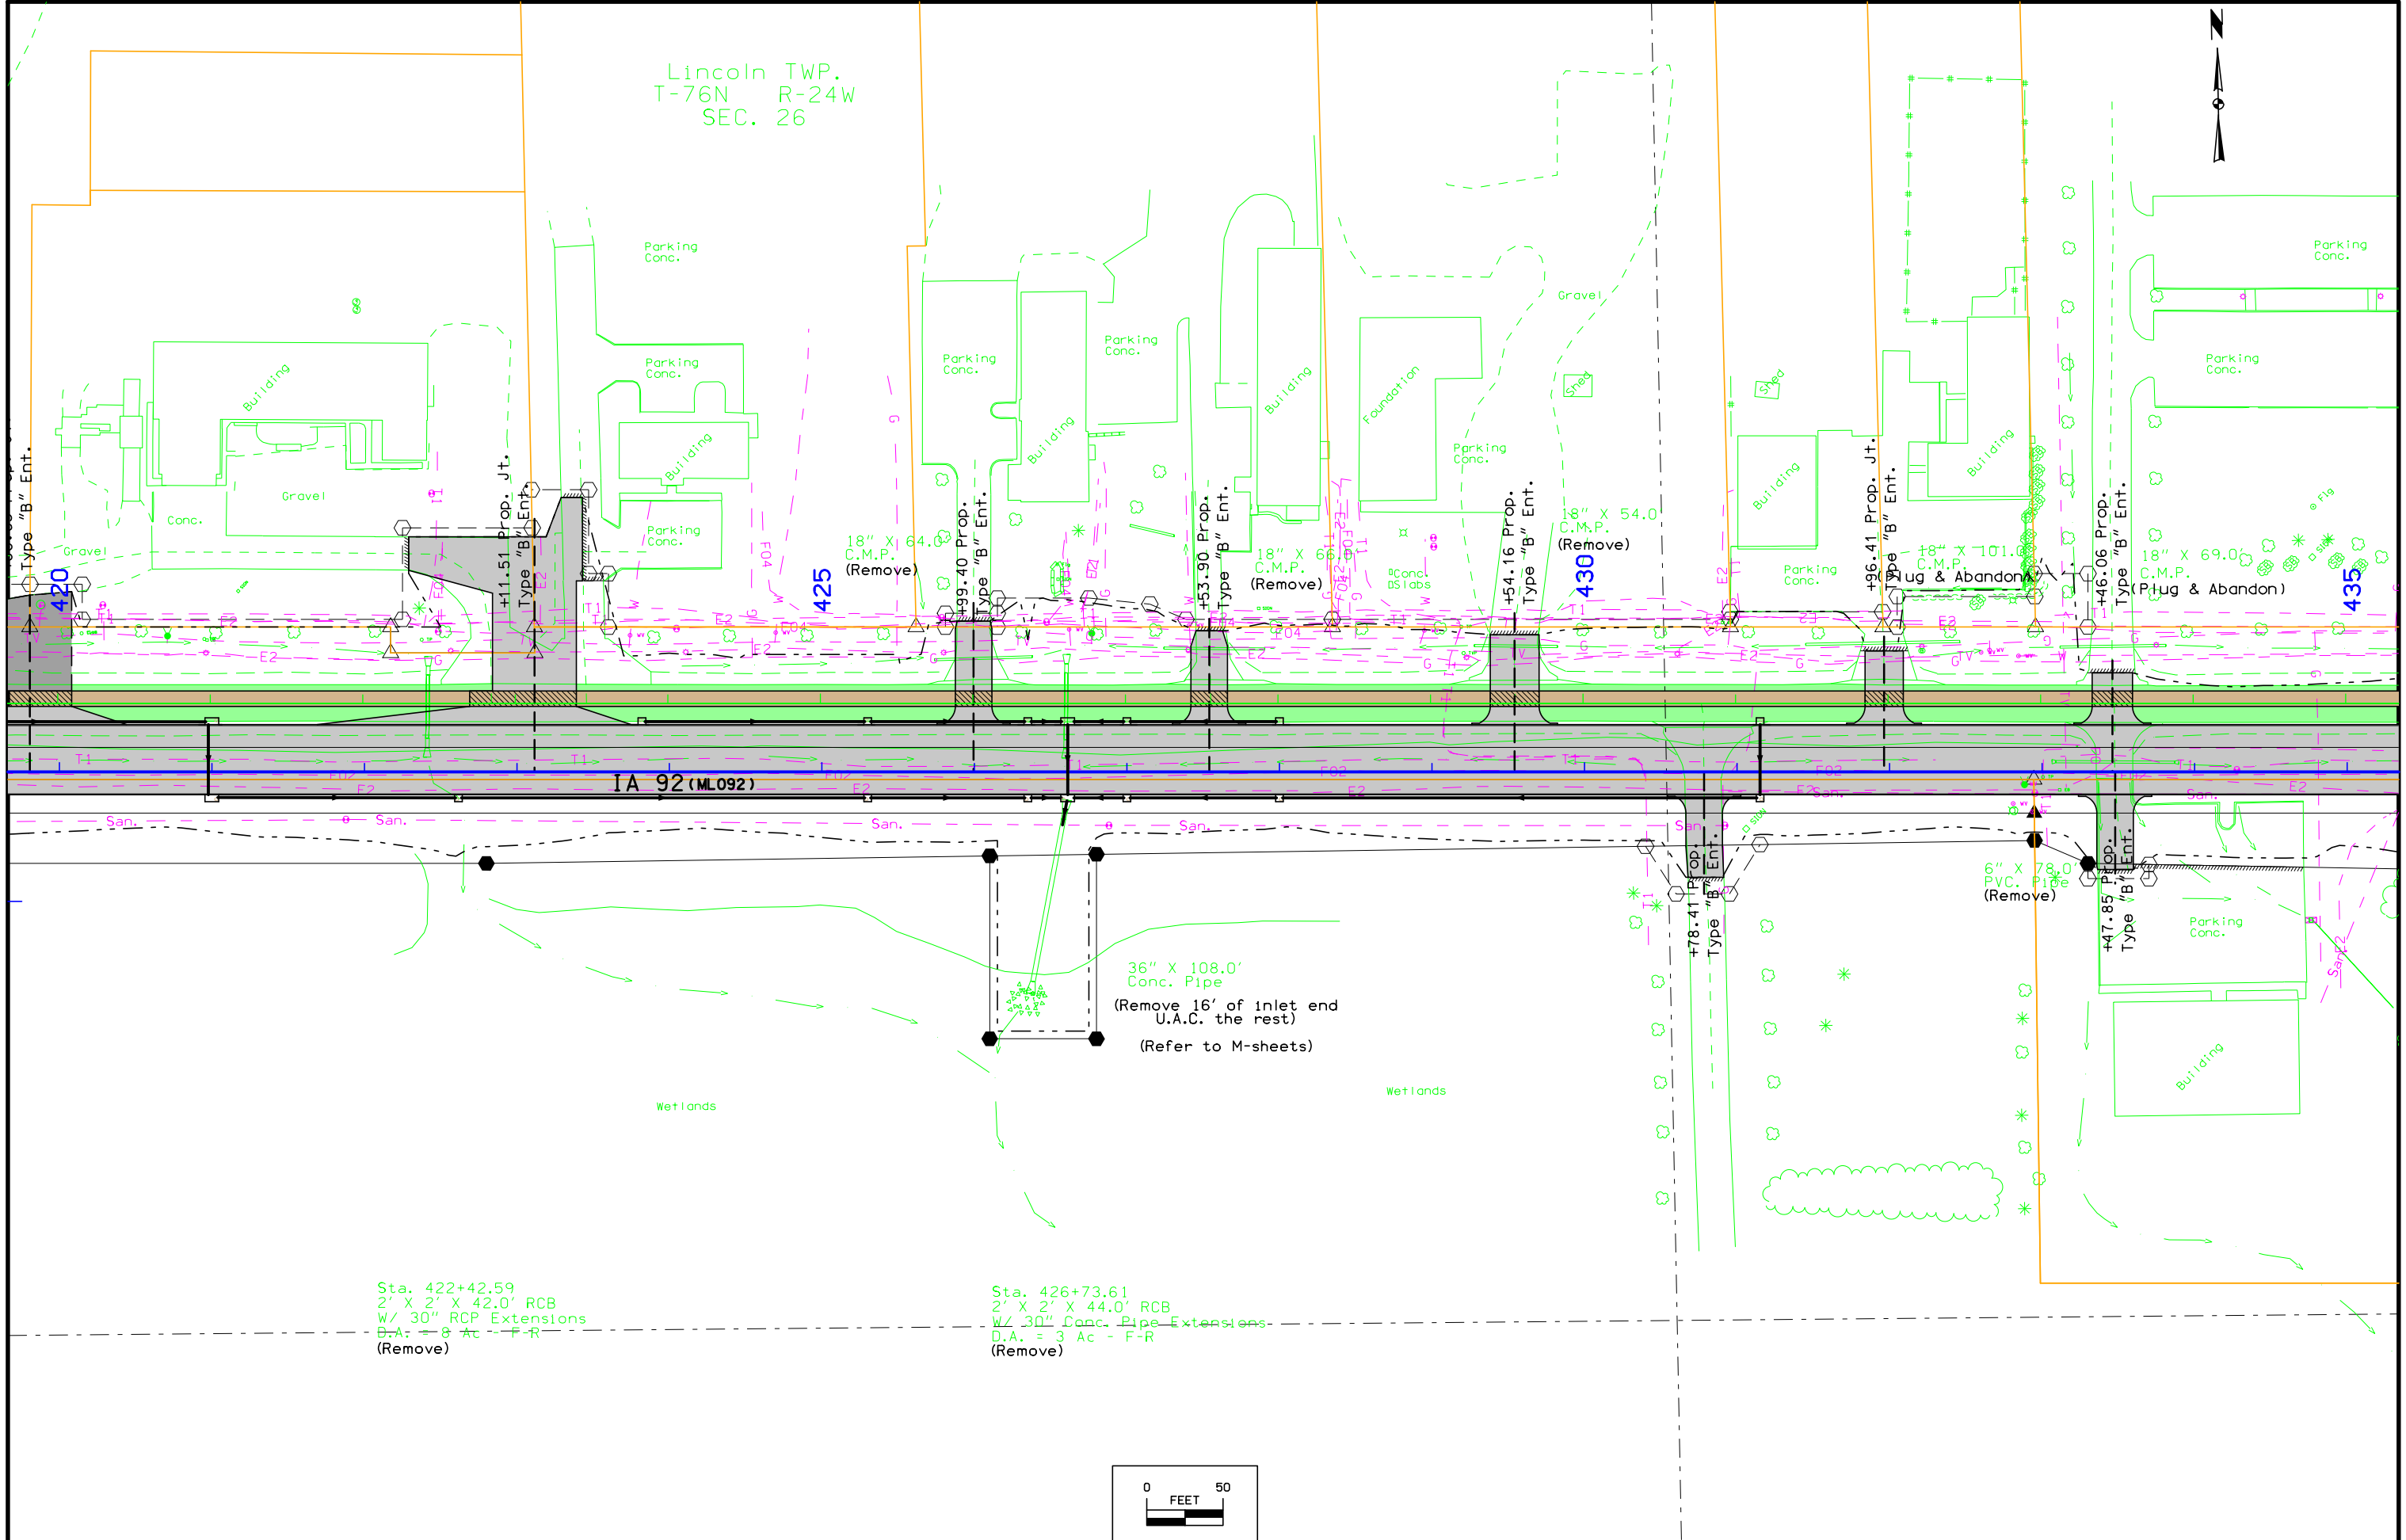 N
Lincoln TWP.
T-76N R-24W
SEC. 26
Parking
Conc.
Parking
Conc.
Gravel
Parking
Conc.
Parking
Conc.
Parking
Conc.
Parking
Conc.
Parking
Conc.
Building
Building
Building
Building
Foundation
Shed
Shed
Building
Building
Gravel
Conc.
Gravel
Parking
Conc.
Parking
Conc.
Parking
Conc.
Type "B" Ent.
+11.51 Prop. Jt.
Type "B" Ent.
+99.40 Prop.
Type "B" Ent.
+53.90 Prop.
Type "B" Ent.
+54.16 Prop.
Type "B" Ent.
+96.41 Prop. Jt.
Type "B" Ent.
+46.06 Prop.
Type "B" Ent.
18" X 64.0'
C.M.P.
(Remove)
18" X 66.0'
C.M.P.
(Remove)
Conc.
Slabs
18" X 54.0'
C.M.P.
(Remove)
18" X 101.0'
C.M.P.
(Plug & Abandon)
18" X 69.0'
C.M.P.
(Plug & Abandon)
420
425
430
435
IA 92 (ML092)
San.
San.
San.
San.
San.
San.
San.
San.
+78.41 Prop.
Type "B" Ent.
6" X 78.0'
PVC. Pipe
(Remove)
+47.85 Prop.
Type "B" Ent.
Parking
Conc.
Building
36" X 108.0'
Conc. Pipe
(Remove 16' of inlet end
U.A.C. the rest)
(Refer to M-sheets)
Wetlands
Wetlands
Sta. 422+42.59
2' X 2' X 42.0' RCB
W/ 30" RCP Extensions
D.A. = 8 Ac - F-R
(Remove)
Sta. 426+73.61
2' X 2' X 44.0' RCB
W/ 30" Conc. Pipe Extensions
D.A. = 3 Ac - F-R
(Remove)
0 50
FEET